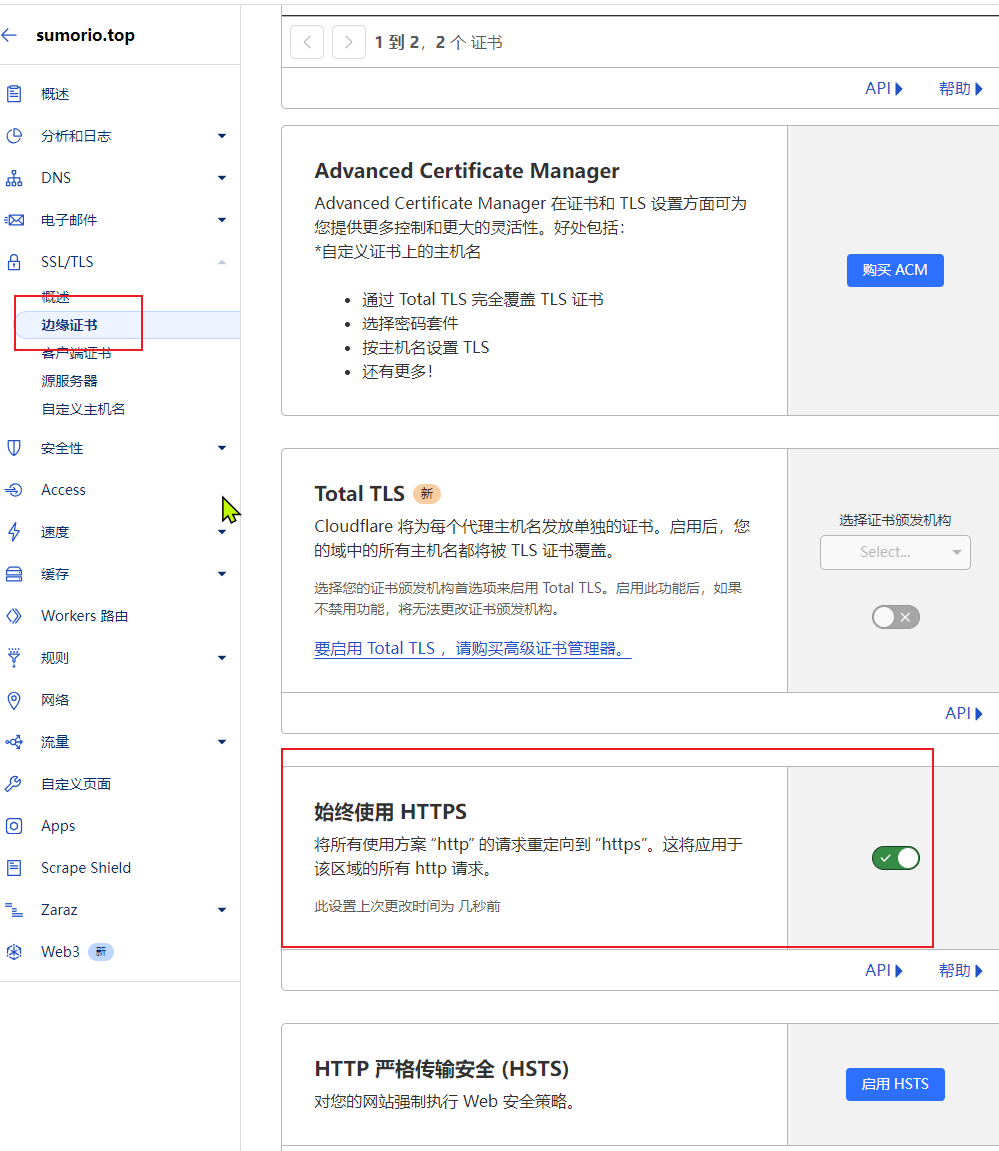 sumorio.top
概述
分析和日志
DNS
电子邮件
SSL/TLS
概述
边缘证书
客户端证书
源服务器
自定义主机名
安全性
Access
速度
缓存
Workers 路由
规则
网络
流量
自定义页面
Apps
Scrape Shield
Zaraz
Web3 新
1 到 2，2 个 证书
API 帮助
Advanced Certificate Manager
Advanced Certificate Manager 在证书和 TLS 设置方面可为
您提供更多控制和更大的灵活性。好处包括：
*自定义证书上的主机名
• 通过 Total TLS 完全覆盖 TLS 证书
• 选择密码套件
• 按主机名设置 TLS
• 还有更多！
购买 ACM
Total TLS 新
Cloudflare 将为每个代理主机名发放单独的证书。启用后，您
的域中的所有主机名都将被 TLS 证书覆盖。
选择您的证书颁发机构首选项来启用 Total TLS。启用此功能后，如果
不禁用功能，将无法更改证书颁发机构。
要启用 Total TLS ，请购买高级证书管理器。
选择证书颁发机构
Select...
API
始终使用 HTTPS
将所有使用方案 “http” 的请求重定向到 “https”。这将应用于
该区域的所有 http 请求。
此设置上次更改时间为 几秒前
API 帮助
HTTP 严格传输安全 (HSTS)
对您的网站强制执行 Web 安全策略。
启用 HSTS